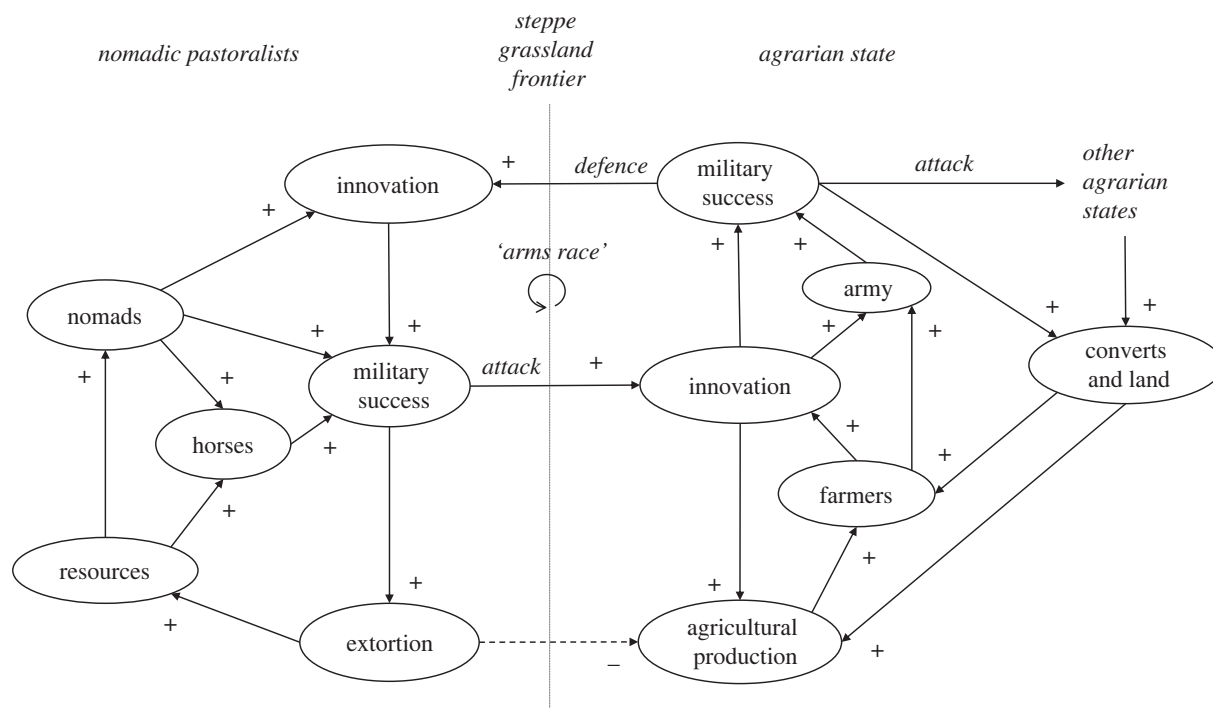 nomadic pastoralists
steppe
grassland
frontier
agrarian state
+
defence
military
success
attack
other
agrarian
states
innovation
+
+
+
'arms race'
army
nomads
+
+
+
+
+
+
military
success
attack
+
innovation
converts
and land
+
+
horses
+
+
+
farmers
+
resources
+
+
+
+
extortion
–
agricultural
production
+